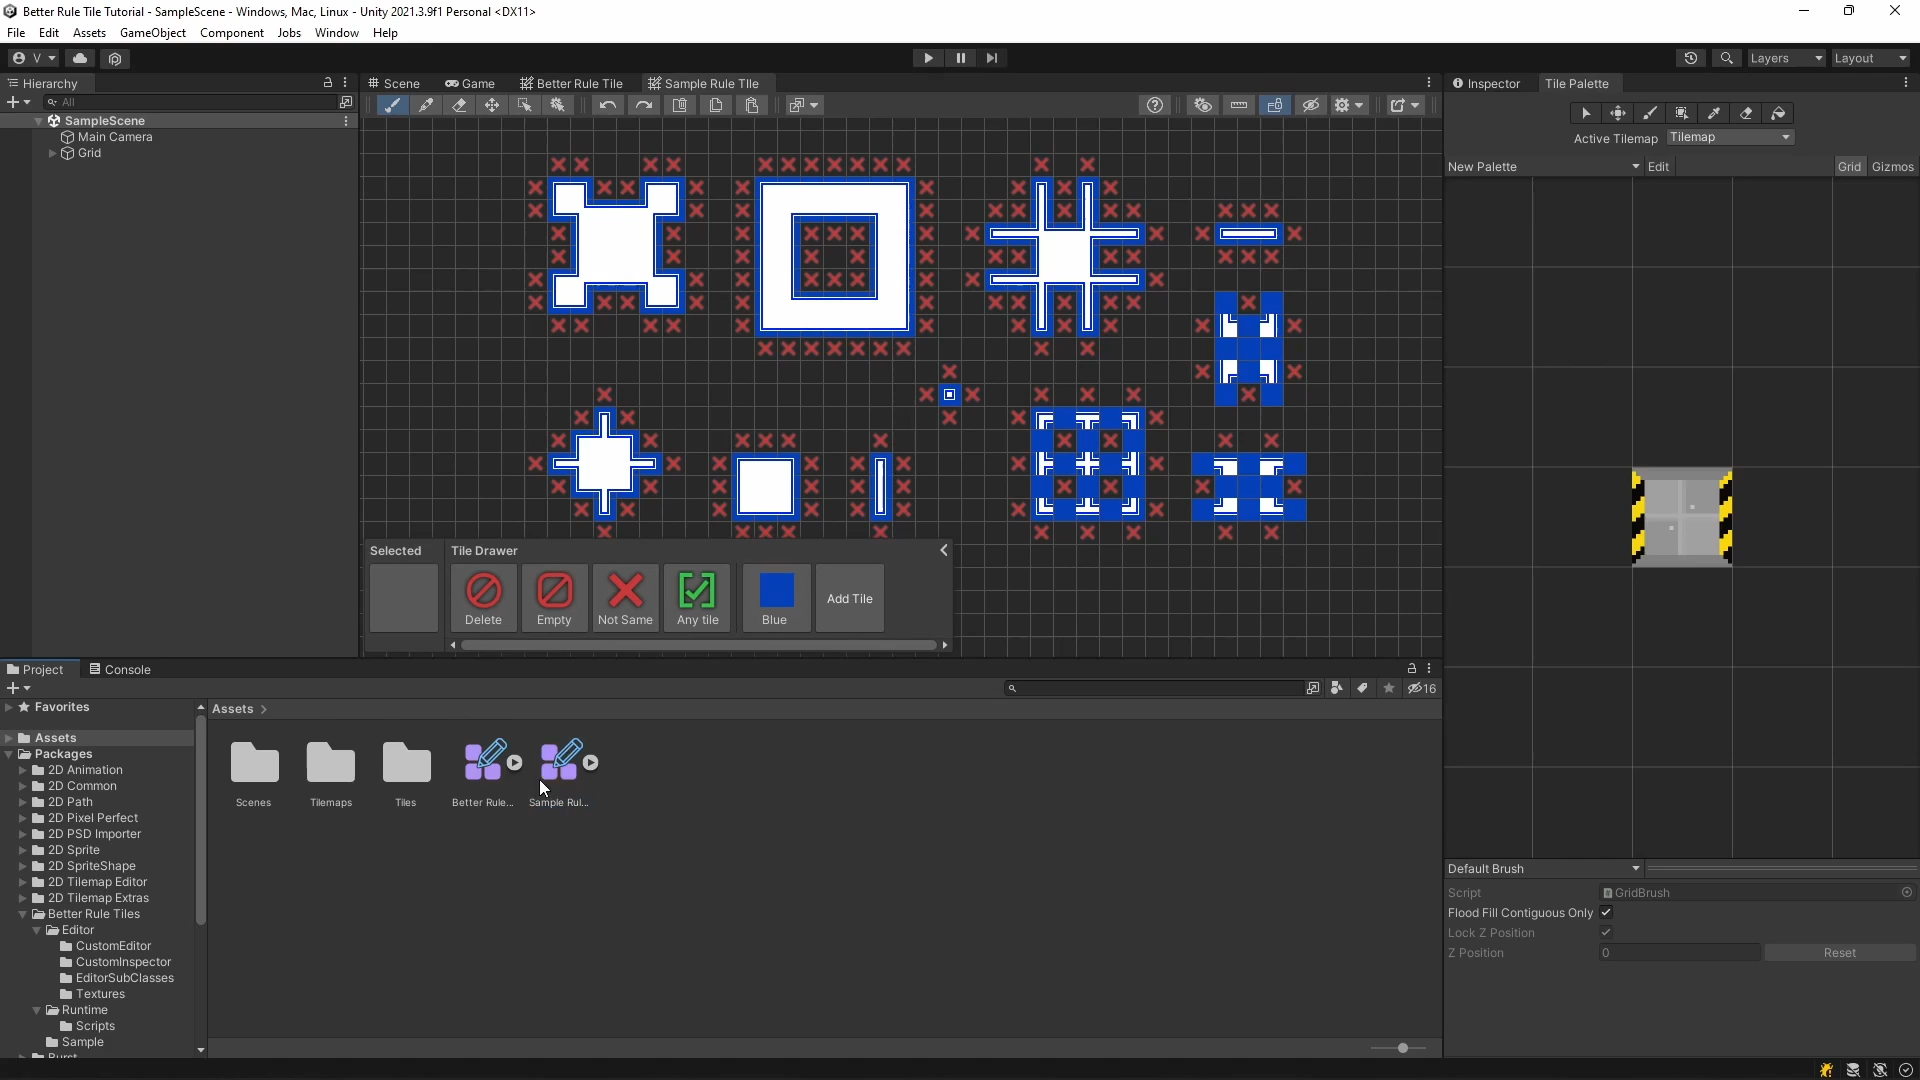 Better Rule Tile Tutorial - SampleScene - Windows, Mac, Linux - Unity 2021.3.9f1 Personal <DX11>
File Edit Assets GameObject Component Jobs Window Help
V Layers Layout
Hierarchy Scene Game Better Rule Tile Sample Rule Tile Inspector Tile Palette
All
SampleScene
Main Camera
Grid
Active Tilemap Tilemap
New Palette Edit Grid Gizmos
Selected Tile Drawer
Delete Empty Not Same Any tile Blue Add Tile
Project Console
16
Favorites
Assets
Packages
2D Animation
2D Common
2D Path
2D Pixel Perfect
2D PSD Importer
2D Sprite
2D SpriteShape
2D Tilemap Editor
2D Tilemap Extras
Better Rule Tiles
Editor
CustomEditor
CustomInspector
EditorSubClasses
Textures
Runtime
Scripts
Sample
Burst
Assets >
Scenes Tilemaps Tiles Better Rule... Sample Rul...
Default Brush
Script GridBrush
Flood Fill Contiguous Only
Lock Z Position
Z Position 0 Reset